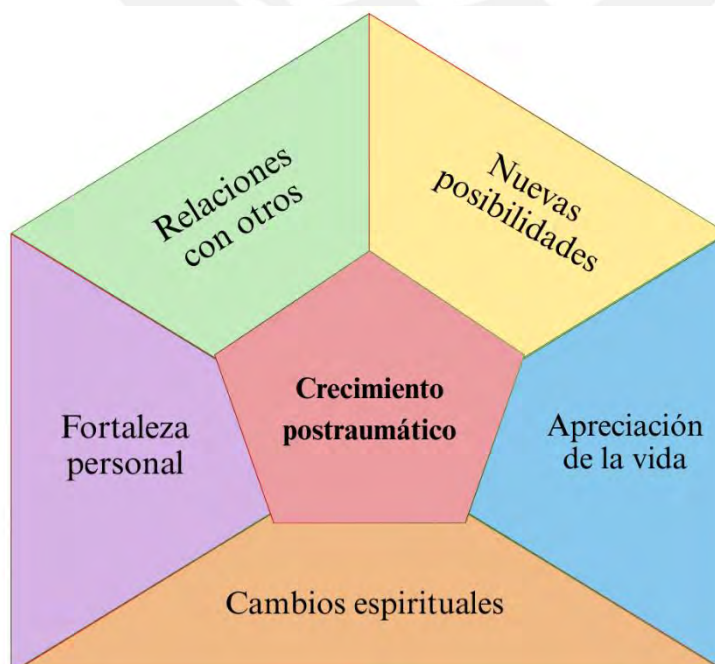 Relaciones
con otros
Nuevas
posibilidades
Crecimiento
postraumático
Fortaleza
personal
Apreciación
de la vida
Cambios espirituales